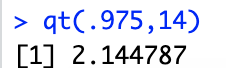 > qt(.975,14)
[1] 2.144787